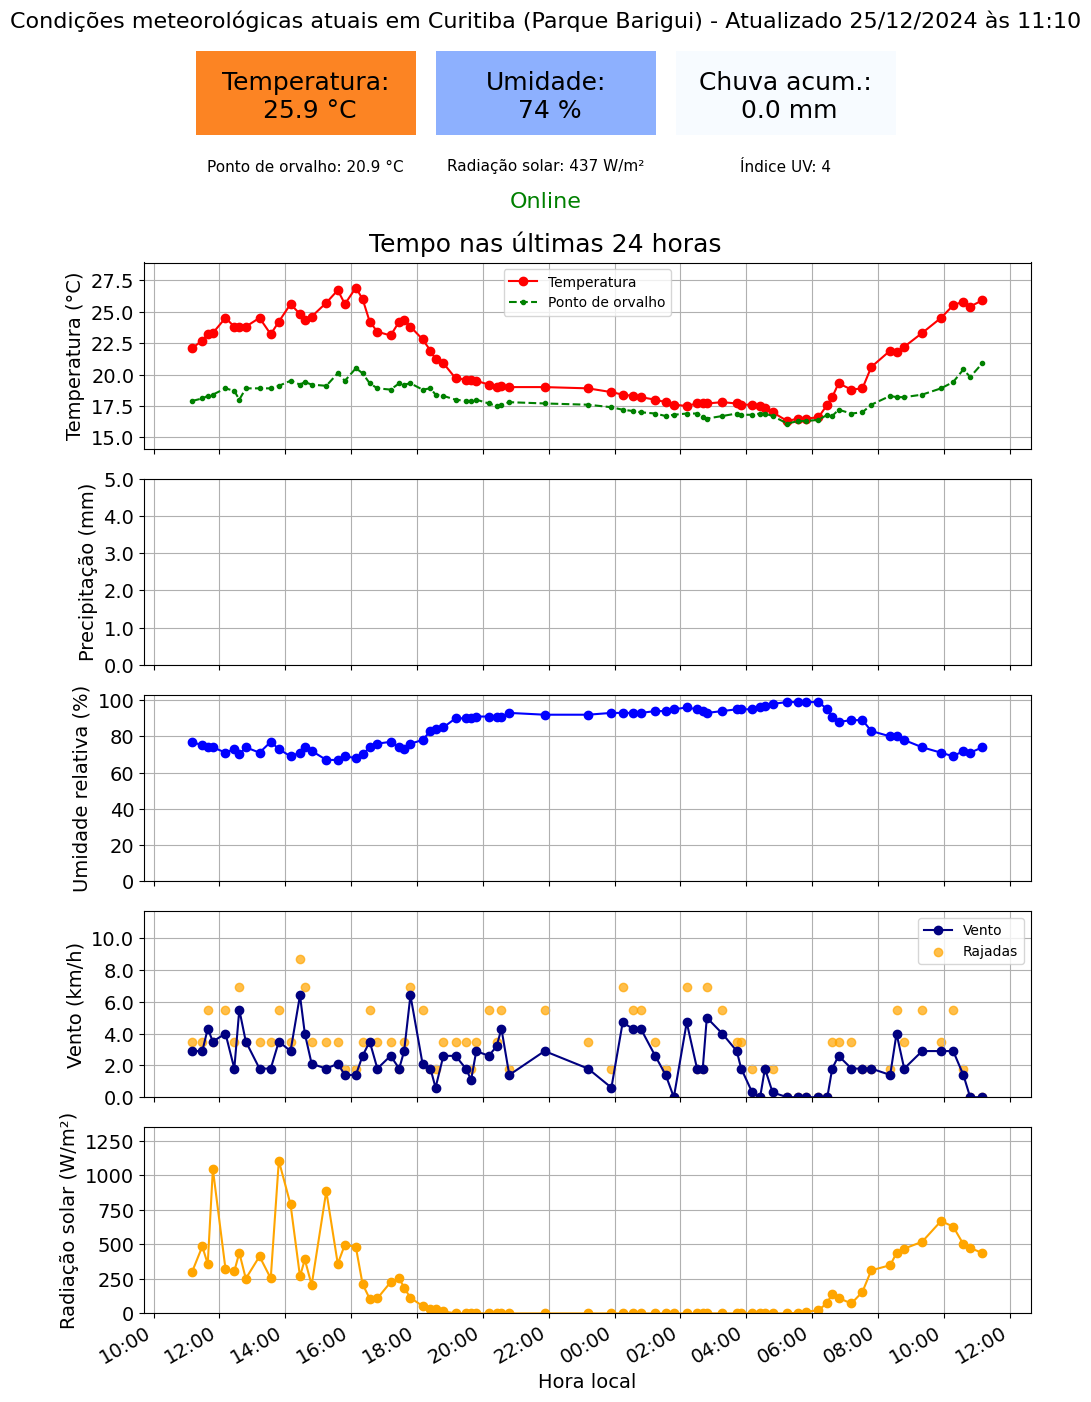 Condições meteorológicas atuais em Curitiba (Parque Barigui) - Atualizado 25/12/2024 às 11:10
Temperatura:
25.9 °C
Umidade:
74 %
Chuva acum.:
0.0 mm
Ponto de orvalho: 20.9 °C
Radiação solar: 437 W/m²
Índice UV: 4
Online
Tempo nas últimas 24 horas
Temperatura (°C)
27.5
25.0
22.5
20.0
17.5
15.0
Temperatura
Ponto de orvalho
Precipitação (mm)
5.0
4.0
3.0
2.0
1.0
0.0
Umidade relativa (%)
100
80
60
40
20
0
Vento (km/h)
10.0
8.0
6.0
4.0
2.0
0.0
Vento
Rajadas
Radiação solar (W/m²)
1250
1000
750
500
250
0
10:00
12:00
14:00
16:00
18:00
20:00
22:00
00:00
02:00
04:00
06:00
08:00
10:00
12:00
Hora local